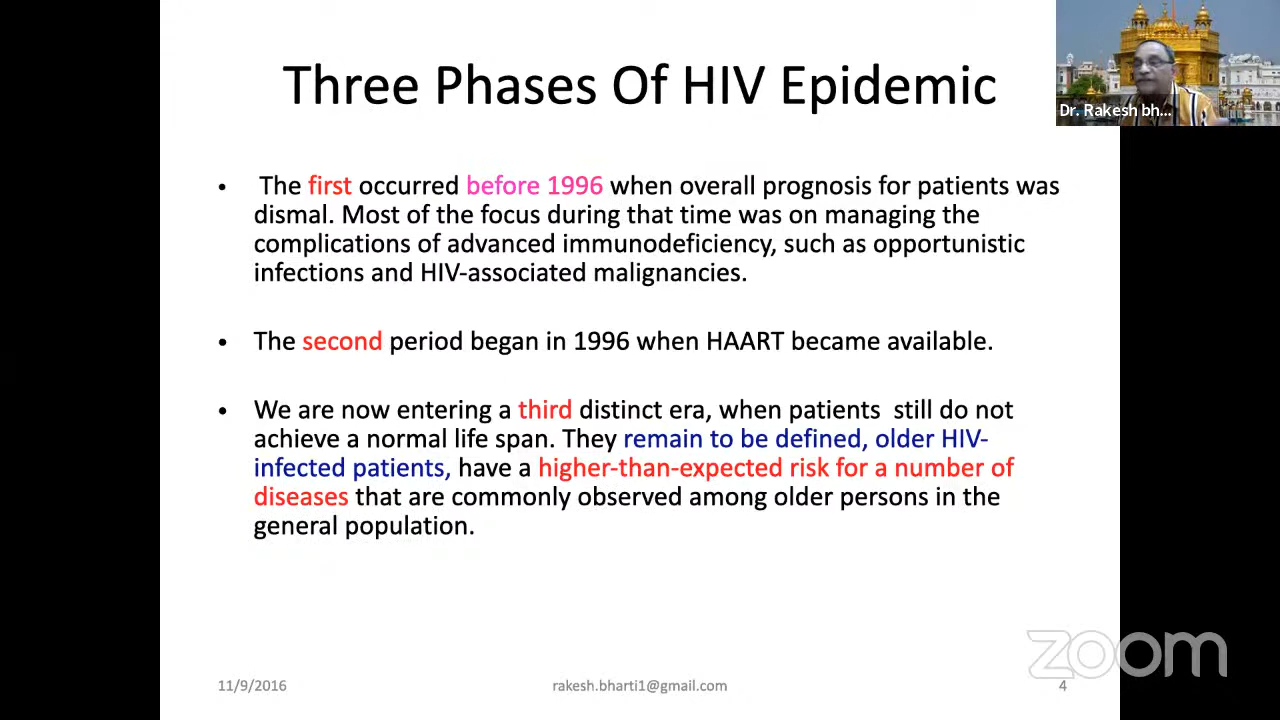 Three Phases Of HIV Epidemic
Dr. Rakesh bh...
• The first occurred before 1996 when overall prognosis for patients was
dismal. Most of the focus during that time was on managing the
complications of advanced immunodeficiency, such as opportunistic
infections and HIV-associated malignancies.
• The second period began in 1996 when HAART became available.
• We are now entering a third distinct era, when patients still do not
achieve a normal life span. They remain to be defined, older HIV-
infected patients, have a higher-than-expected risk for a number of
diseases that are commonly observed among older persons in the
general population.
zoom
11/9/2016
rakesh.bharti1@gmail.com
4